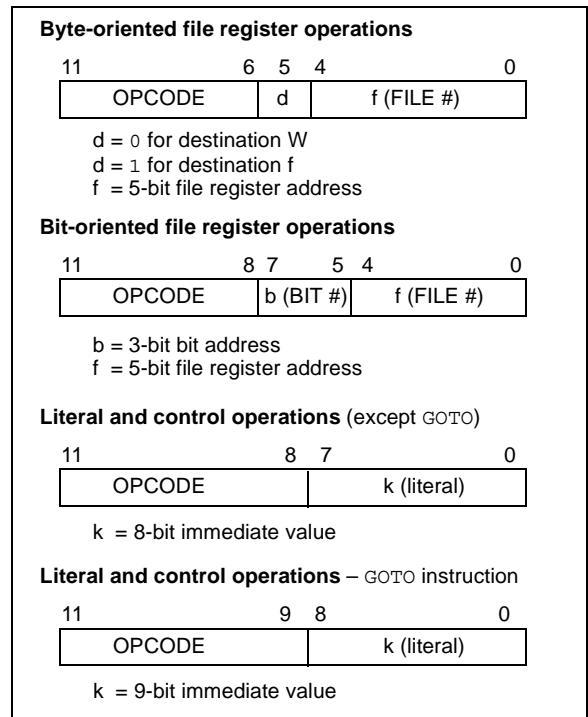 Byte-oriented file register operations
11 6 5 4 0
OPCODE d f (FILE #)
d = 0 for destination W
d = 1 for destination f
f = 5-bit file register address
Bit-oriented file register operations
11 8 7 5 4 0
OPCODE b (BIT #) f (FILE #)
b = 3-bit bit address
f = 5-bit file register address
Literal and control operations (except GOTO)
11 8 7 0
OPCODE k (literal)
k = 8-bit immediate value
Literal and control operations – GOTO instruction
11 9 8 0
OPCODE k (literal)
k = 9-bit immediate value